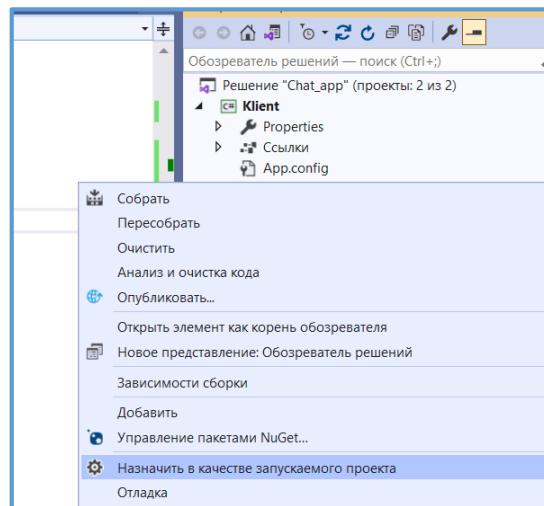 Обозреватель решений — поиск (Ctrl+;)
Решение "Chat_app" (проекты: 2 из 2)
C# Klient
Properties
Ссылки
App.config
Собрать
Пересобрать
Очистить
Анализ и очистка кода
Опубликовать...
Открыть элемент как корень обозревателя
Новое представление: Обозреватель решений
Зависимости сборки
Добавить
Управление пакетами NuGet...
Назначить в качестве запускаемого проекта
Отладка